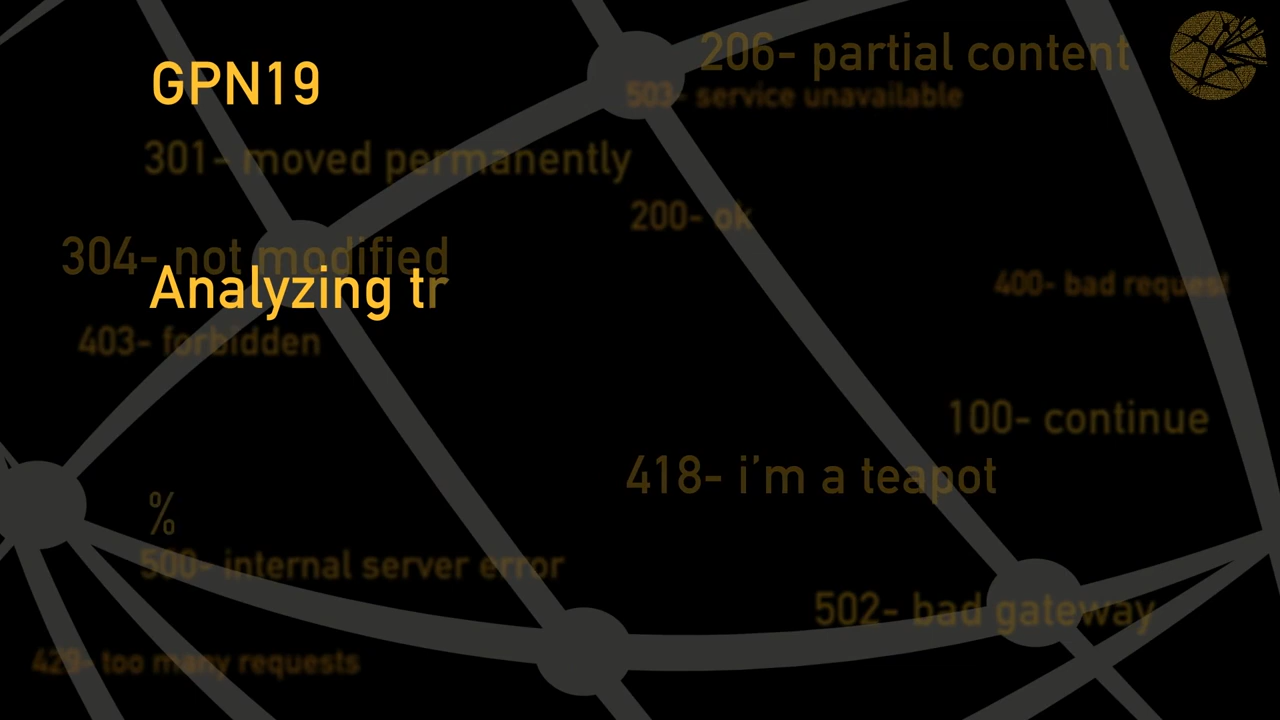 206- partial content
GPN19
503- service unavailable
301- moved permanently
200- ok
304- not modified
Analyzing tr
400- bad request
403- forbidden
100- continue
418- i’m a teapot
%
500- internal server error
502- bad gateway
429- too many requests